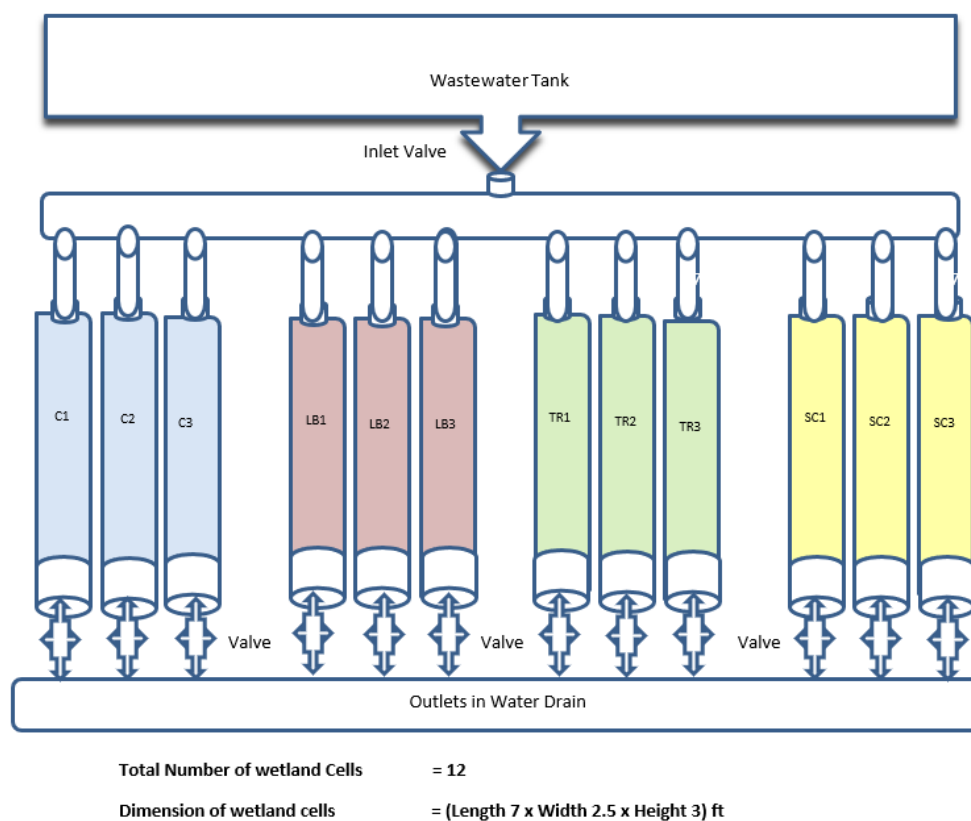 Wastewater Tank
Inlet Valve
7
7
C1
C2
C3
LB1
LB2
LB3
TR1
TR2
TR3
SC1
SC2
SC3
Valve
Valve
Valve
Outlets in Water Drain
Total Number of wetland Cells = 12
Dimension of wetland cells = (Length 7 x Width 2.5 x Height 3) ft